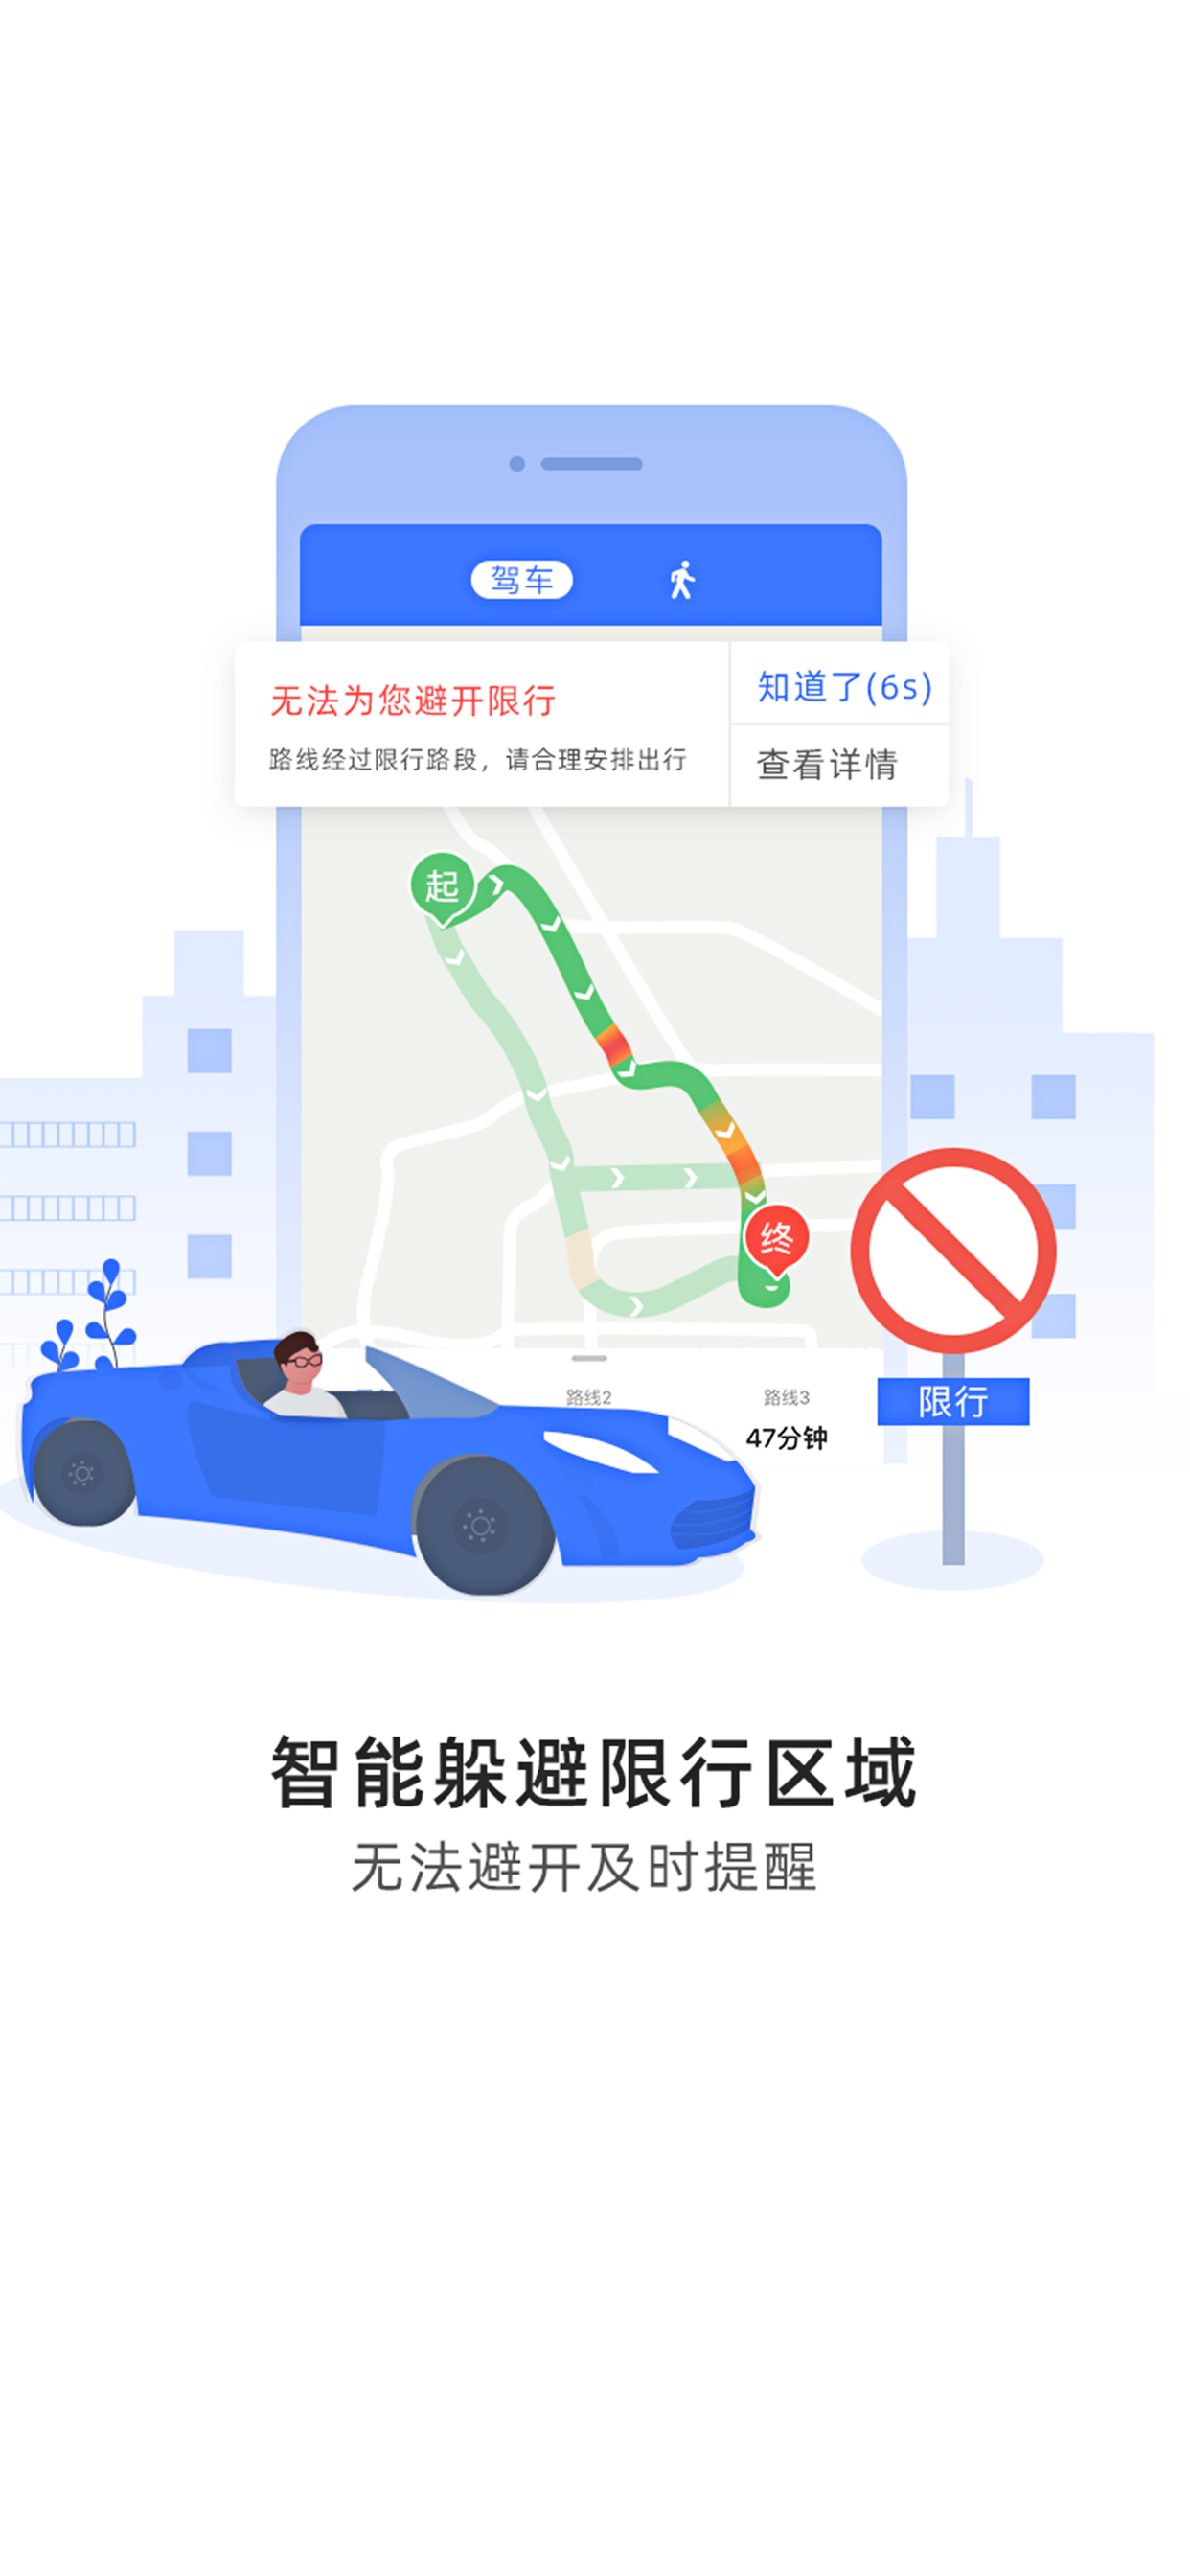 驾车
无法为您避开限行
路线经过限行路段，请合理安排出行
知道了(6s)
查看详情
起
终
路线2
路线3
47分钟
限行
智能躲避限行区域
无法避开及时提醒